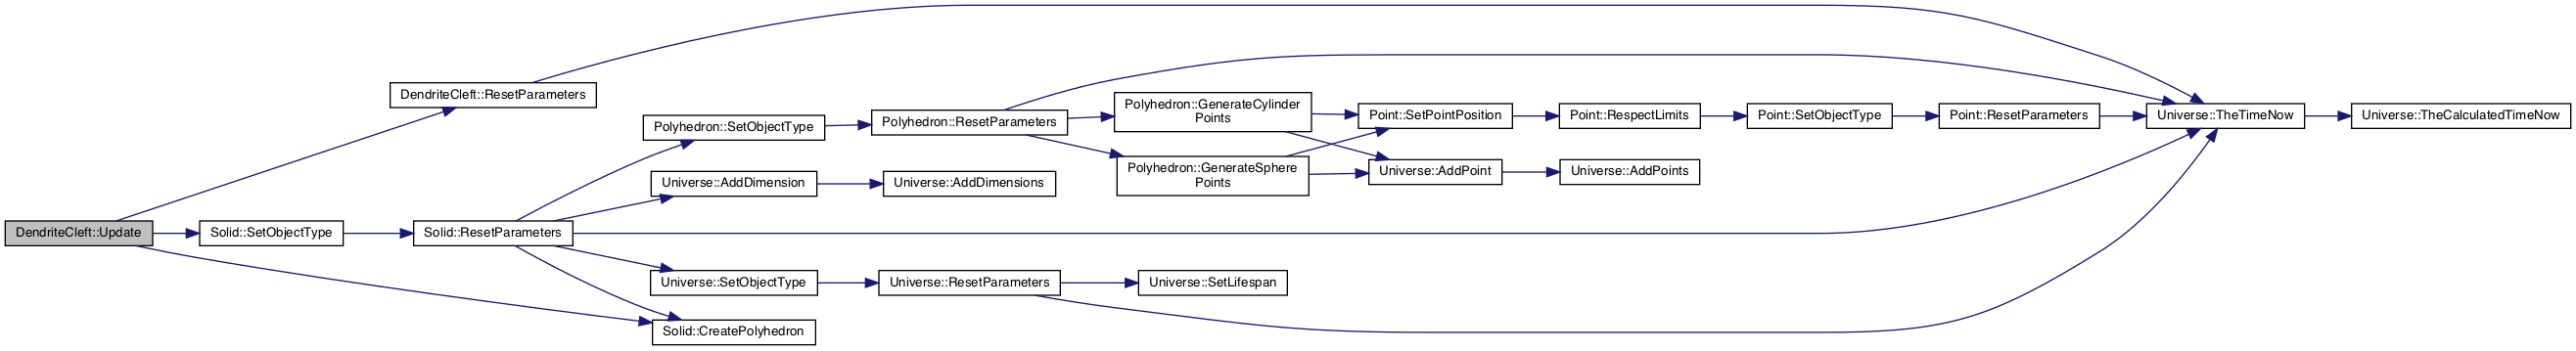 DendriteCleft::Update
DendriteCleft::ResetParameters
Solid::SetObjectType
Solid::ResetParameters
Polyhedron::SetObjectType
Universe::AddDimension
Universe::SetObjectType
Solid::CreatePolyhedron
Polyhedron::ResetParameters
Universe::AddDimensions
Universe::ResetParameters
Polyhedron::GenerateCylinder
Points
Polyhedron::GenerateSphere
Points
Universe::SetLifespan
Point::SetPointPosition
Universe::AddPoint
Point::RespectLimits
Universe::AddPoints
Point::SetObjectType
Point::ResetParameters
Universe::TheTimeNow
Universe::TheCalculatedTimeNow